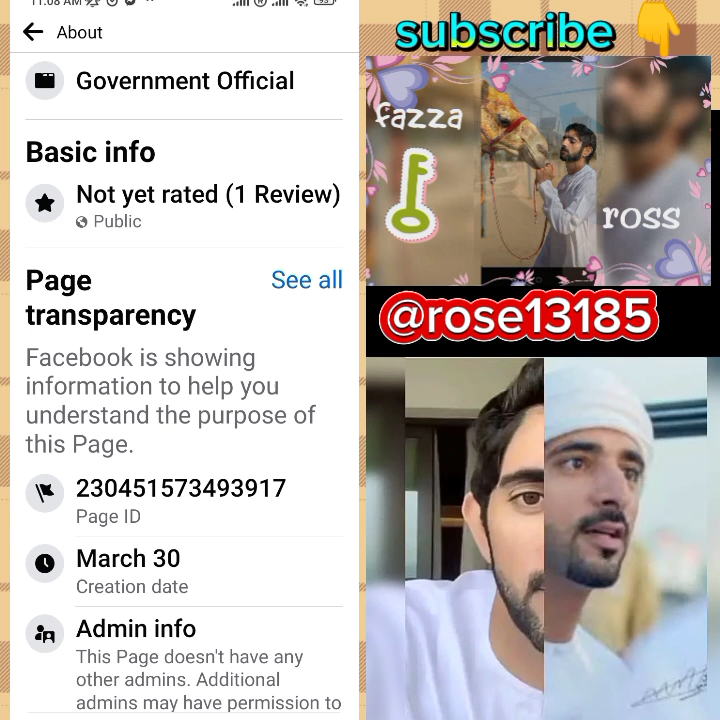 About
Government Official
Basic info
Not yet rated (1 Review)
Public
Page
transparency
See all
Facebook is showing
information to help you
understand the purpose of
this Page.
230451573493917
Page ID
March 30
Creation date
Admin info
This Page doesn't have any
other admins. Additional
admins may have permission to
subscribe
fazza
ross
@rose13185